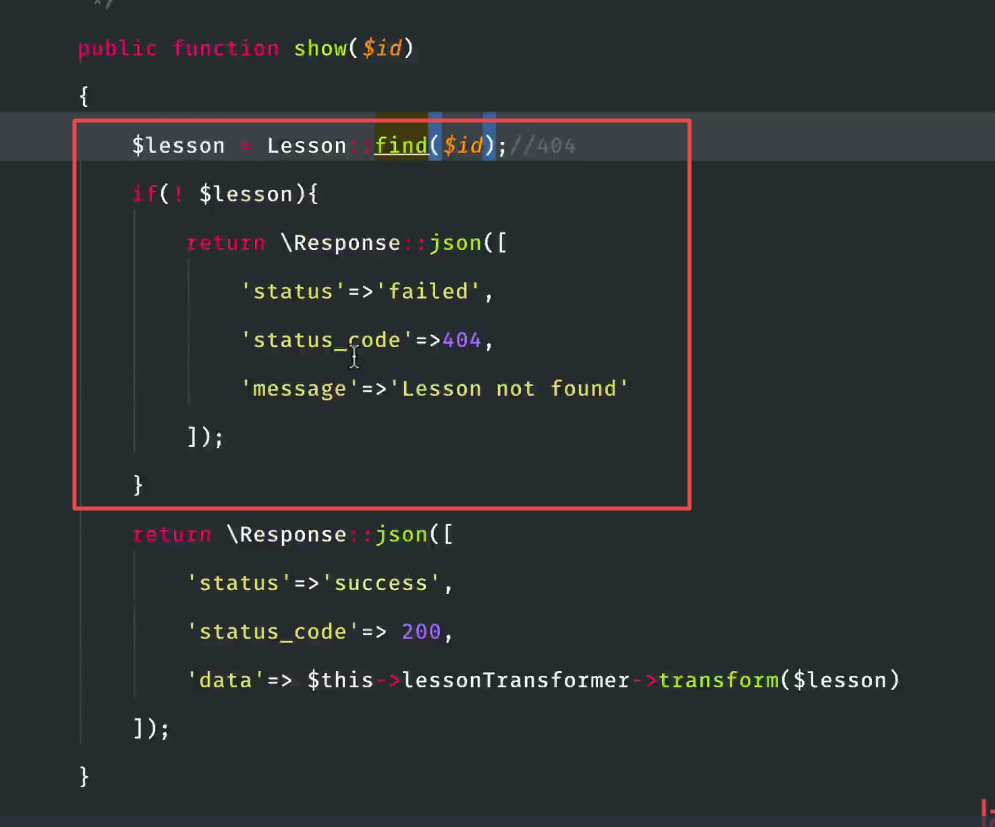 */
public function show($id)
{
$lesson = Lesson::find($id);//404
if(! $lesson){
return \Response::json([
'status'=>'failed',
'status_code'=>404,
'message'=>'Lesson not found'
]);
}
return \Response::json([
'status'=>'success',
'status_code'=> 200,
'data'=> $this->lessonTransformer->transform($lesson)
]);
}